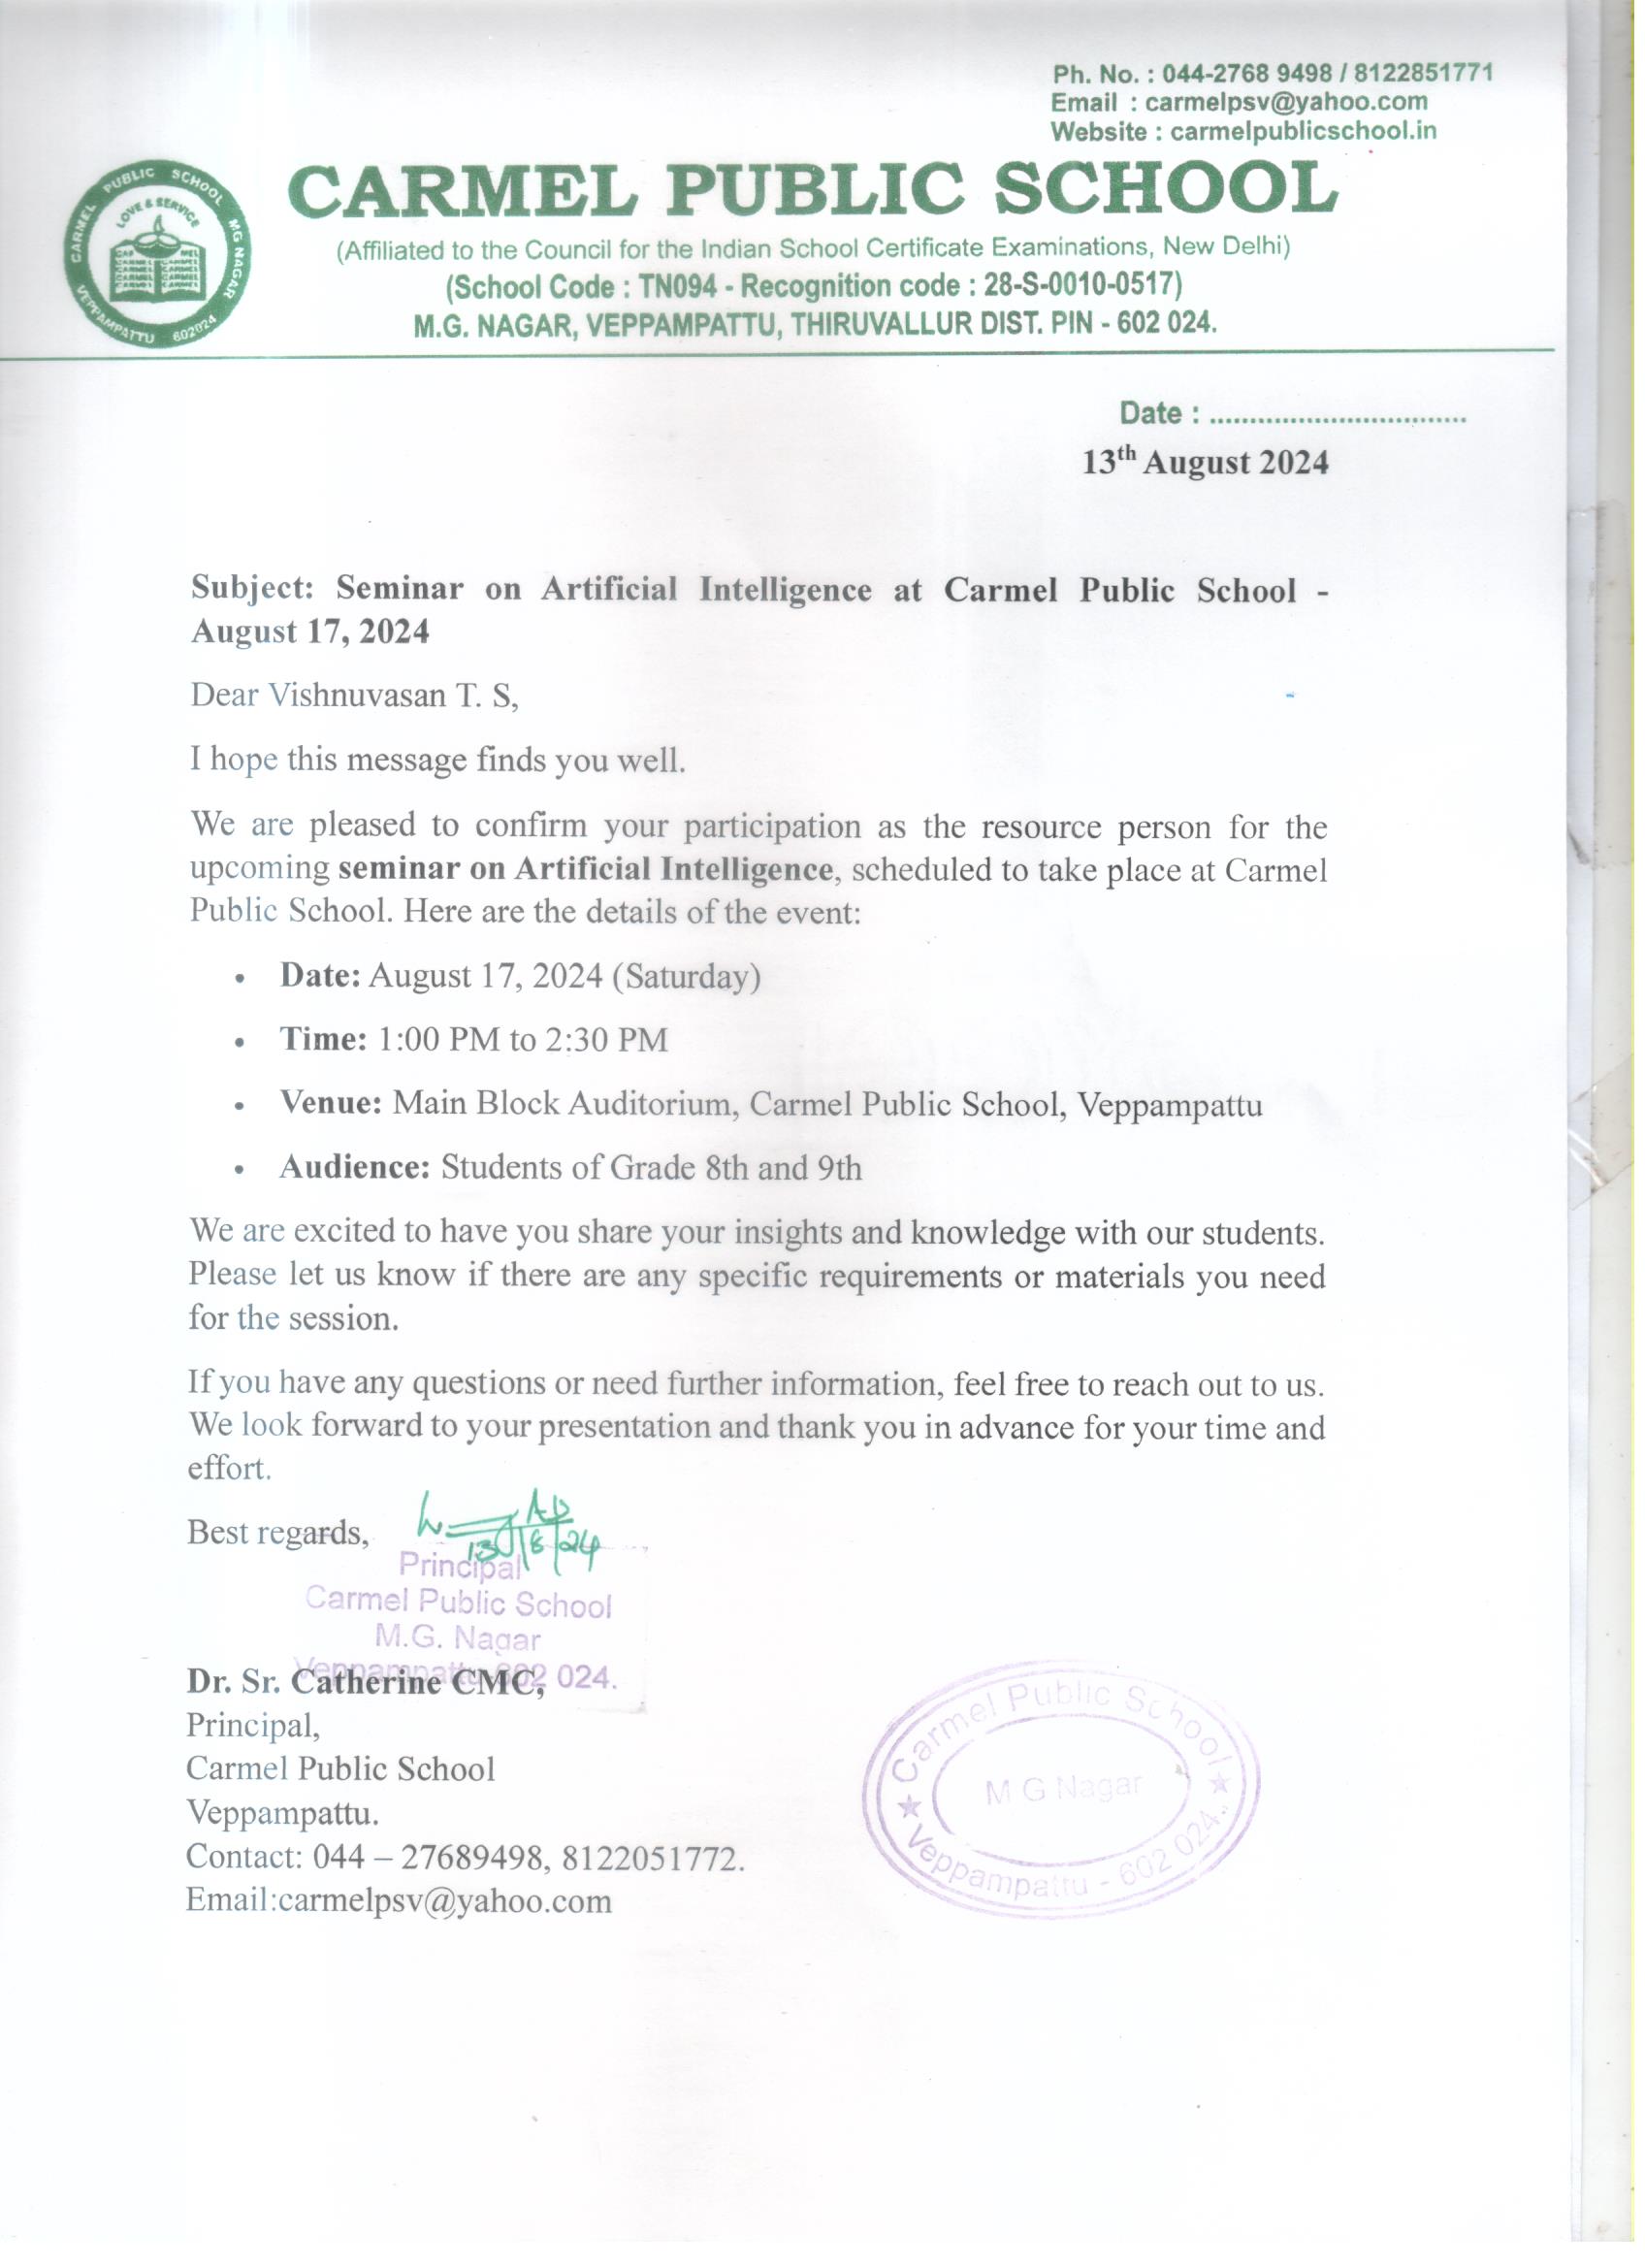 Ph. No. : 044-2768 9498 / 8122851771
Email : carmelpsv@yahoo.com
Website : carmelpublicschool.in
CARMEL PUBLIC SCHOOL MG NAGAR
VEPPAMPATTU 602024
LOVE & SERVICE
CARMEL PUBLIC SCHOOL
(Affiliated to the Council for the Indian School Certificate Examinations, New Delhi)
(School Code : TN094 - Recognition code : 28-S-0010-0517)
M.G. NAGAR, VEPPAMPATTU, THIRUVALLUR DIST. PIN - 602 024.
Date : ................................
13th August 2024
Subject: Seminar on Artificial Intelligence at Carmel Public School -
August 17, 2024
Dear Vishnuvasan T. S,
I hope this message finds you well.
We are pleased to confirm your participation as the resource person for the
upcoming seminar on Artificial Intelligence, scheduled to take place at Carmel
Public School. Here are the details of the event:
• Date: August 17, 2024 (Saturday)
• Time: 1:00 PM to 2:30 PM
• Venue: Main Block Auditorium, Carmel Public School, Veppampattu
• Audience: Students of Grade 8th and 9th
We are excited to have you share your insights and knowledge with our students.
Please let us know if there are any specific requirements or materials you need
for the session.
If you have any questions or need further information, feel free to reach out to us.
We look forward to your presentation and thank you in advance for your time and
effort.
Best regards,
13/8/24
Principal
Carmel Public School
M.G. Nagar
Veppampattu-602 024.
Dr. Sr. Catherine CMC,
Principal,
Carmel Public School
Veppampattu.
Contact: 044 – 27689498, 8122051772.
Email:carmelpsv@yahoo.com
Carmel Public School
M G Nagar
★ Veppampattu - 602 024. ★